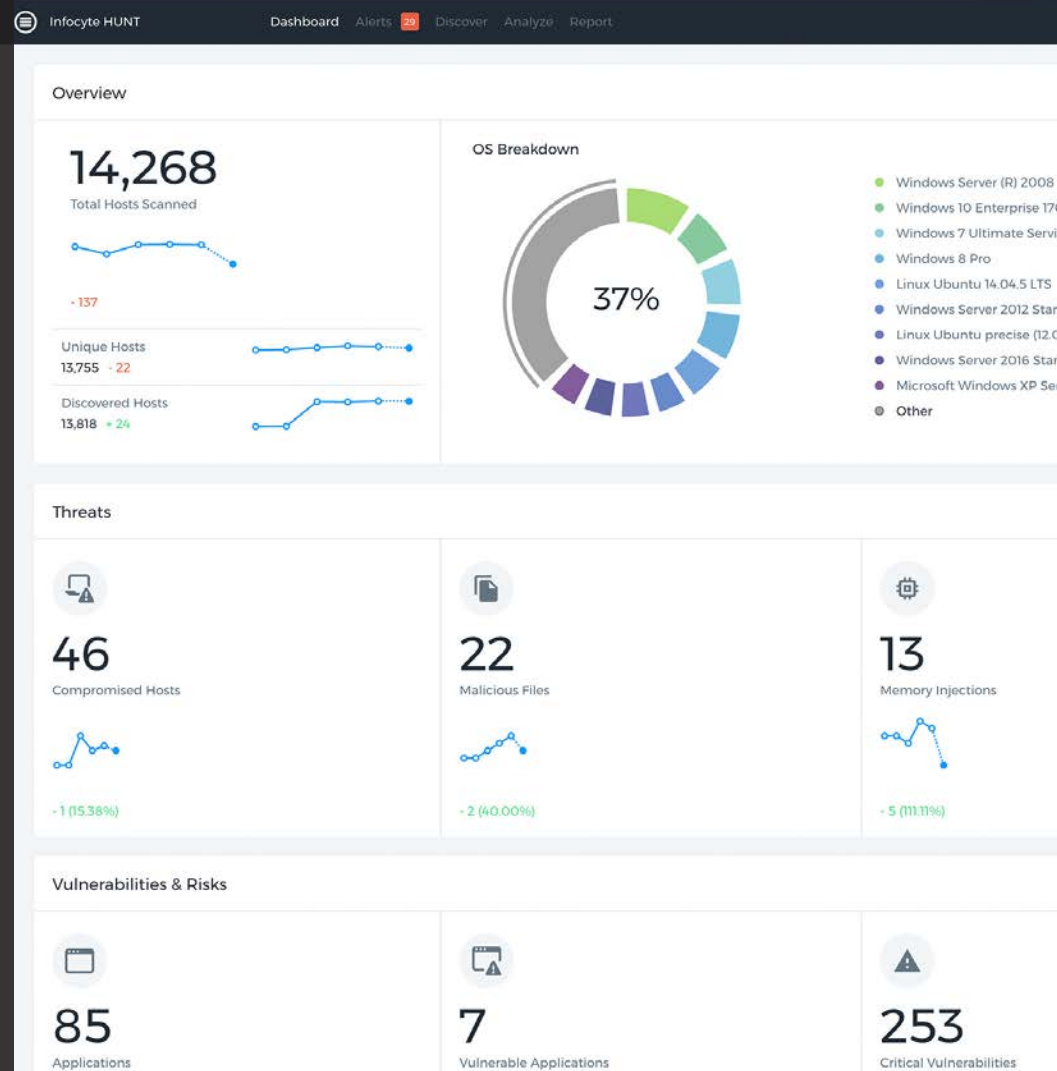 Infocyte HUNT Dashboard Alerts 29 Discover Analyze Report
Overview
14,268
Total Hosts Scanned
- 137
Unique Hosts
13,755 - 22
Discovered Hosts
13,818 + 24
OS Breakdown
37%
Windows Server (R) 2008
Windows 10 Enterprise
Windows 7 Ultimate
Windows 8 Pro
Linux Ubuntu 14.04.5 LTS
Windows Server 2012
Linux Ubuntu precise
Windows Server 2016
Microsoft Windows XP
Other
Threats
46
Compromised Hosts
- 1 (15.38%)
22
Malicious Files
- 2 (40.00%)
13
Memory Injections
- 5 (111.11%)
Vulnerabilities & Risks
85
Applications
7
Vulnerable Applications
253
Critical Vulnerabilities